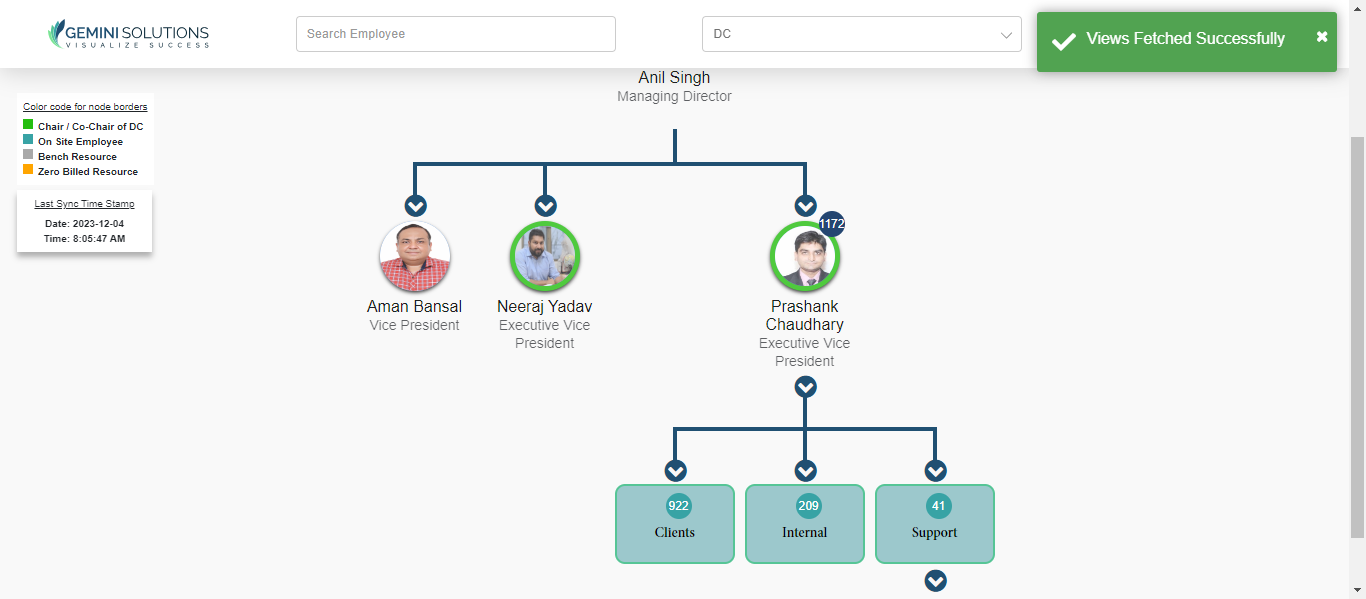 GEMINI SOLUTIONS
VISUALIZE SUCCESS
Search Employee
DC
Views Fetched Successfully
Anil Singh
Managing Director
Color code for node borders
Chair / Co-Chair of DC
On Site Employee
Bench Resource
Zero Billed Resource
Last Sync Time Stamp
Date: 2023-12-04
Time: 8:05:47 AM
1172
Aman Bansal
Vice President
Neeraj Yadav
Executive Vice
President
Prashank
Chaudhary
Executive Vice
President
922
Clients
209
Internal
41
Support